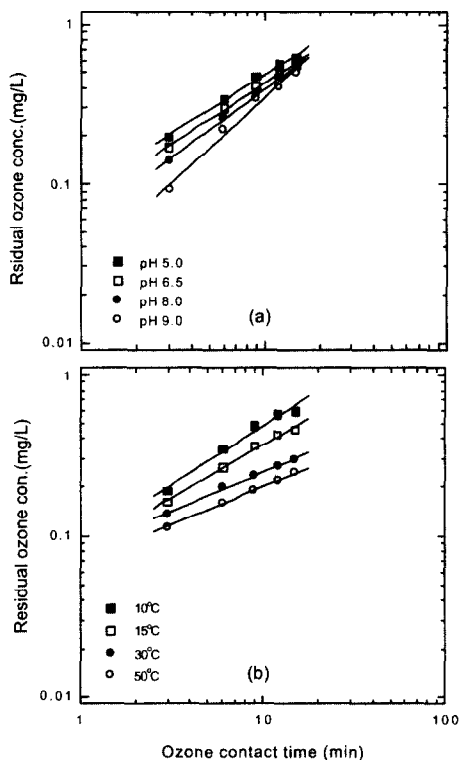 1
Rsidual ozone conc.(mg/L)
0.1
pH 5.0
pH 6.5
pH 8.0
pH 9.0
(a)
0.01
1
Residual ozone con.(mg/L)
0.1
10°C
15°C
30°C
50°C
(b)
0.01
1
10
100
Ozone contact time (min)